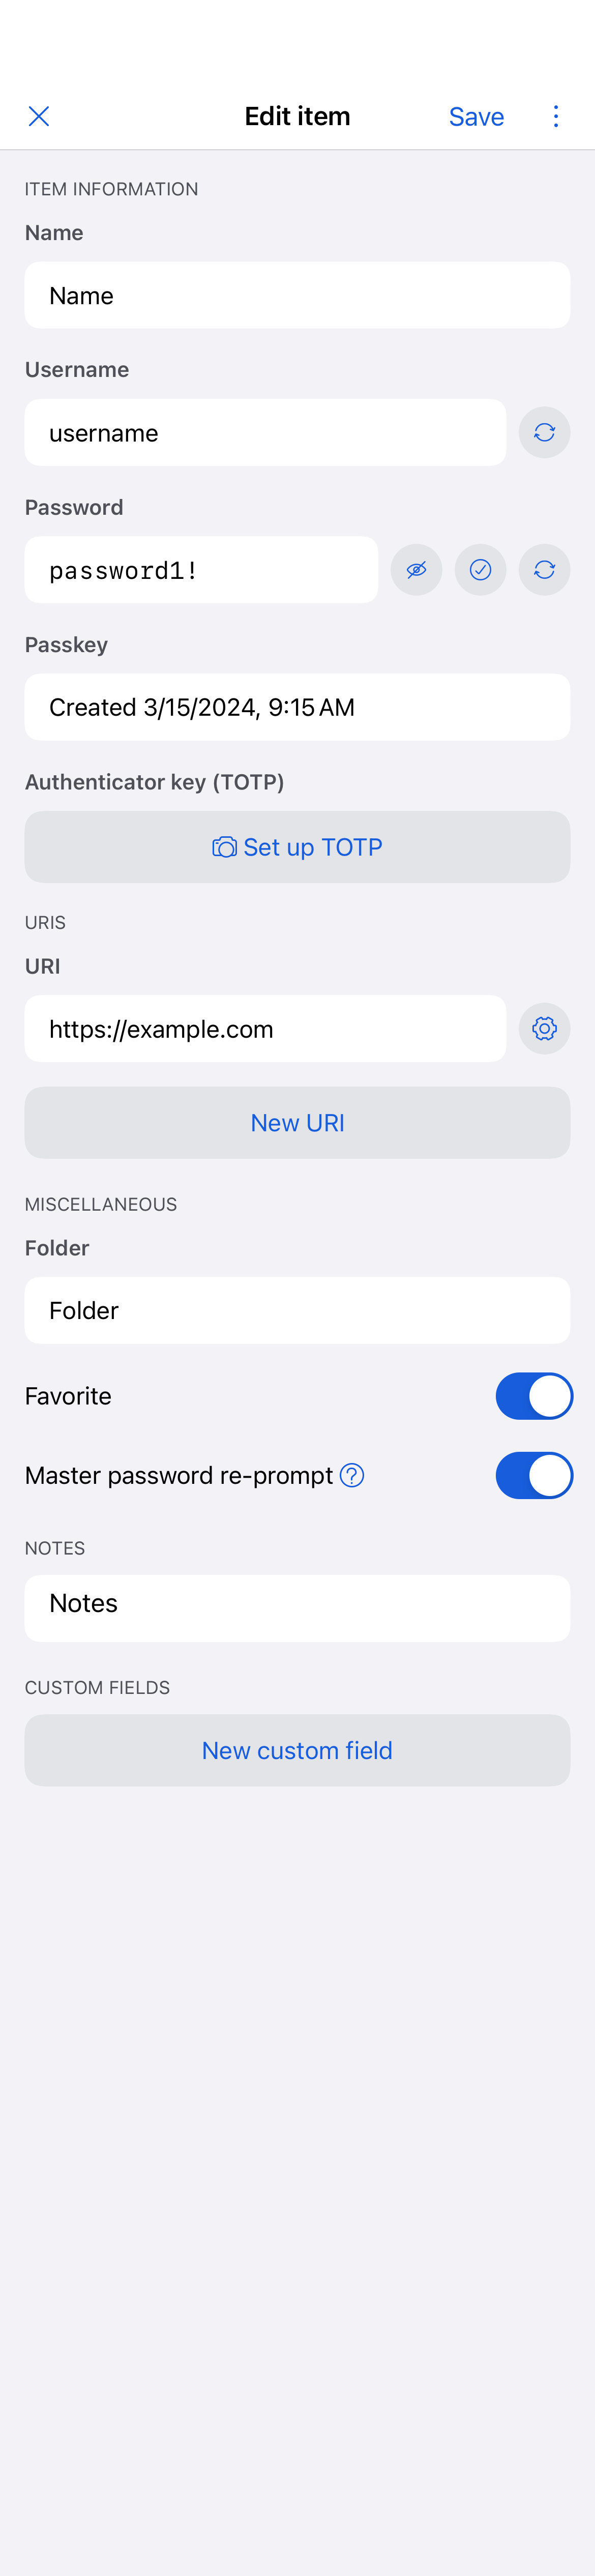 Edit item
Save
ITEM INFORMATION
Name
Name
Username
username
Password
password1!
Passkey
Created 3/15/2024, 9:15 AM
Authenticator key (TOTP)
Set up TOTP
URIS
URI
https://example.com
New URI
MISCELLANEOUS
Folder
Folder
Favorite
Master password re-prompt
NOTES
Notes
CUSTOM FIELDS
New custom field